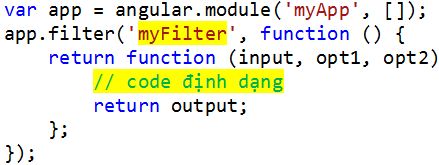 var app = angular.module('myApp', []);
app.filter('myFilter', function () {
    return function (input, opt1, opt2)
        // code định dạng
        return output;
    };
});